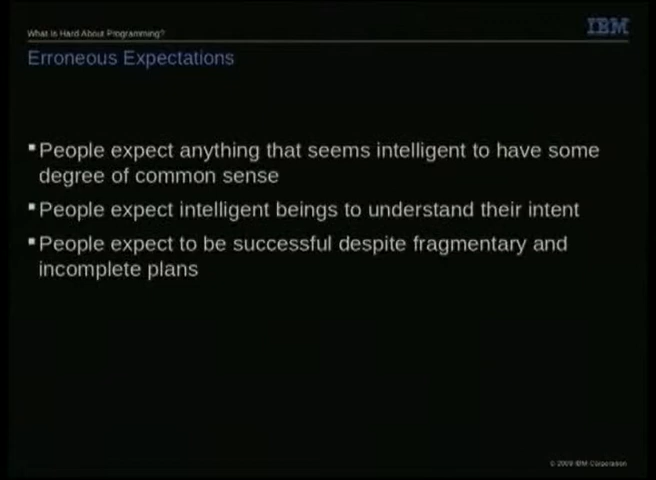 What Is Hard About Programming?
IBM
Erroneous Expectations
▪People expect anything that seems intelligent to have some
degree of common sense
▪People expect intelligent beings to understand their intent
▪People expect to be successful despite fragmentary and
incomplete plans
© 2009 IBM Corporation